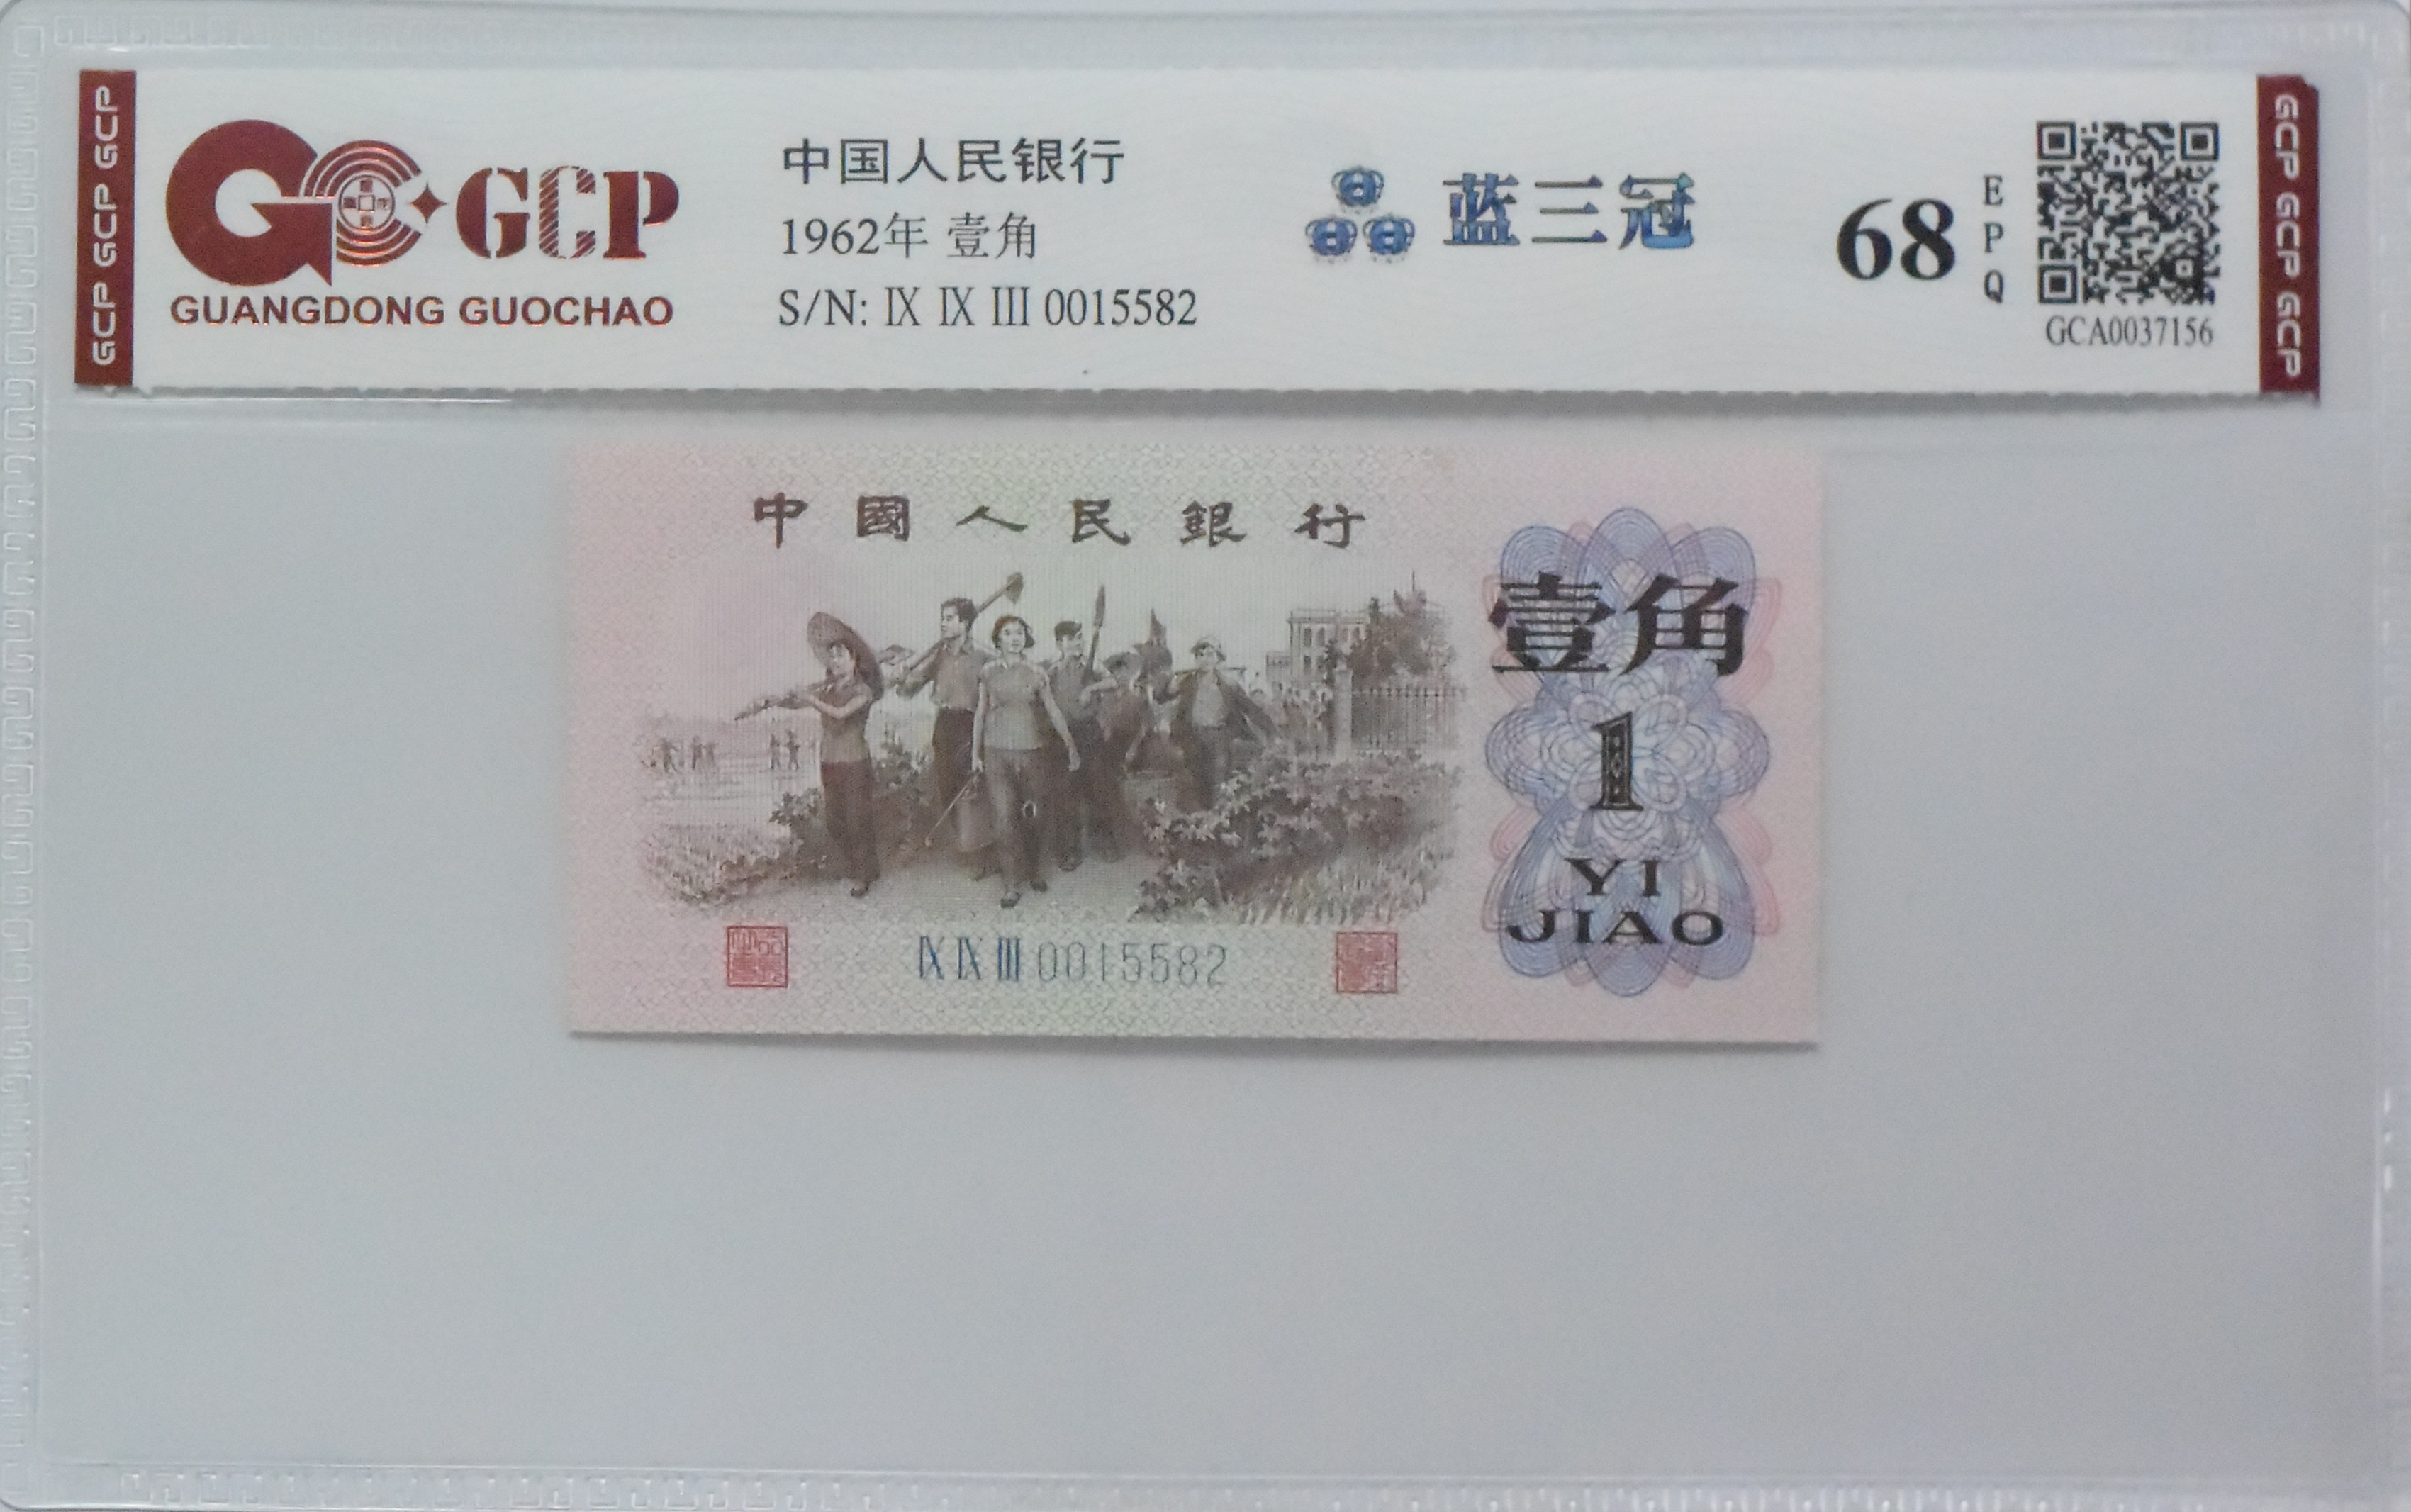 GCP GCP GCP
GCP
GUANGDONG GUOCHAO
中国人民银行
1962年 壹角
S/N: IX IX III 0015582
蓝三冠
68
EPQ
GCA0037156
GCP GCP GCP
中國人民銀行
壹角
1
YI
JIAO
IX IX III 0015582